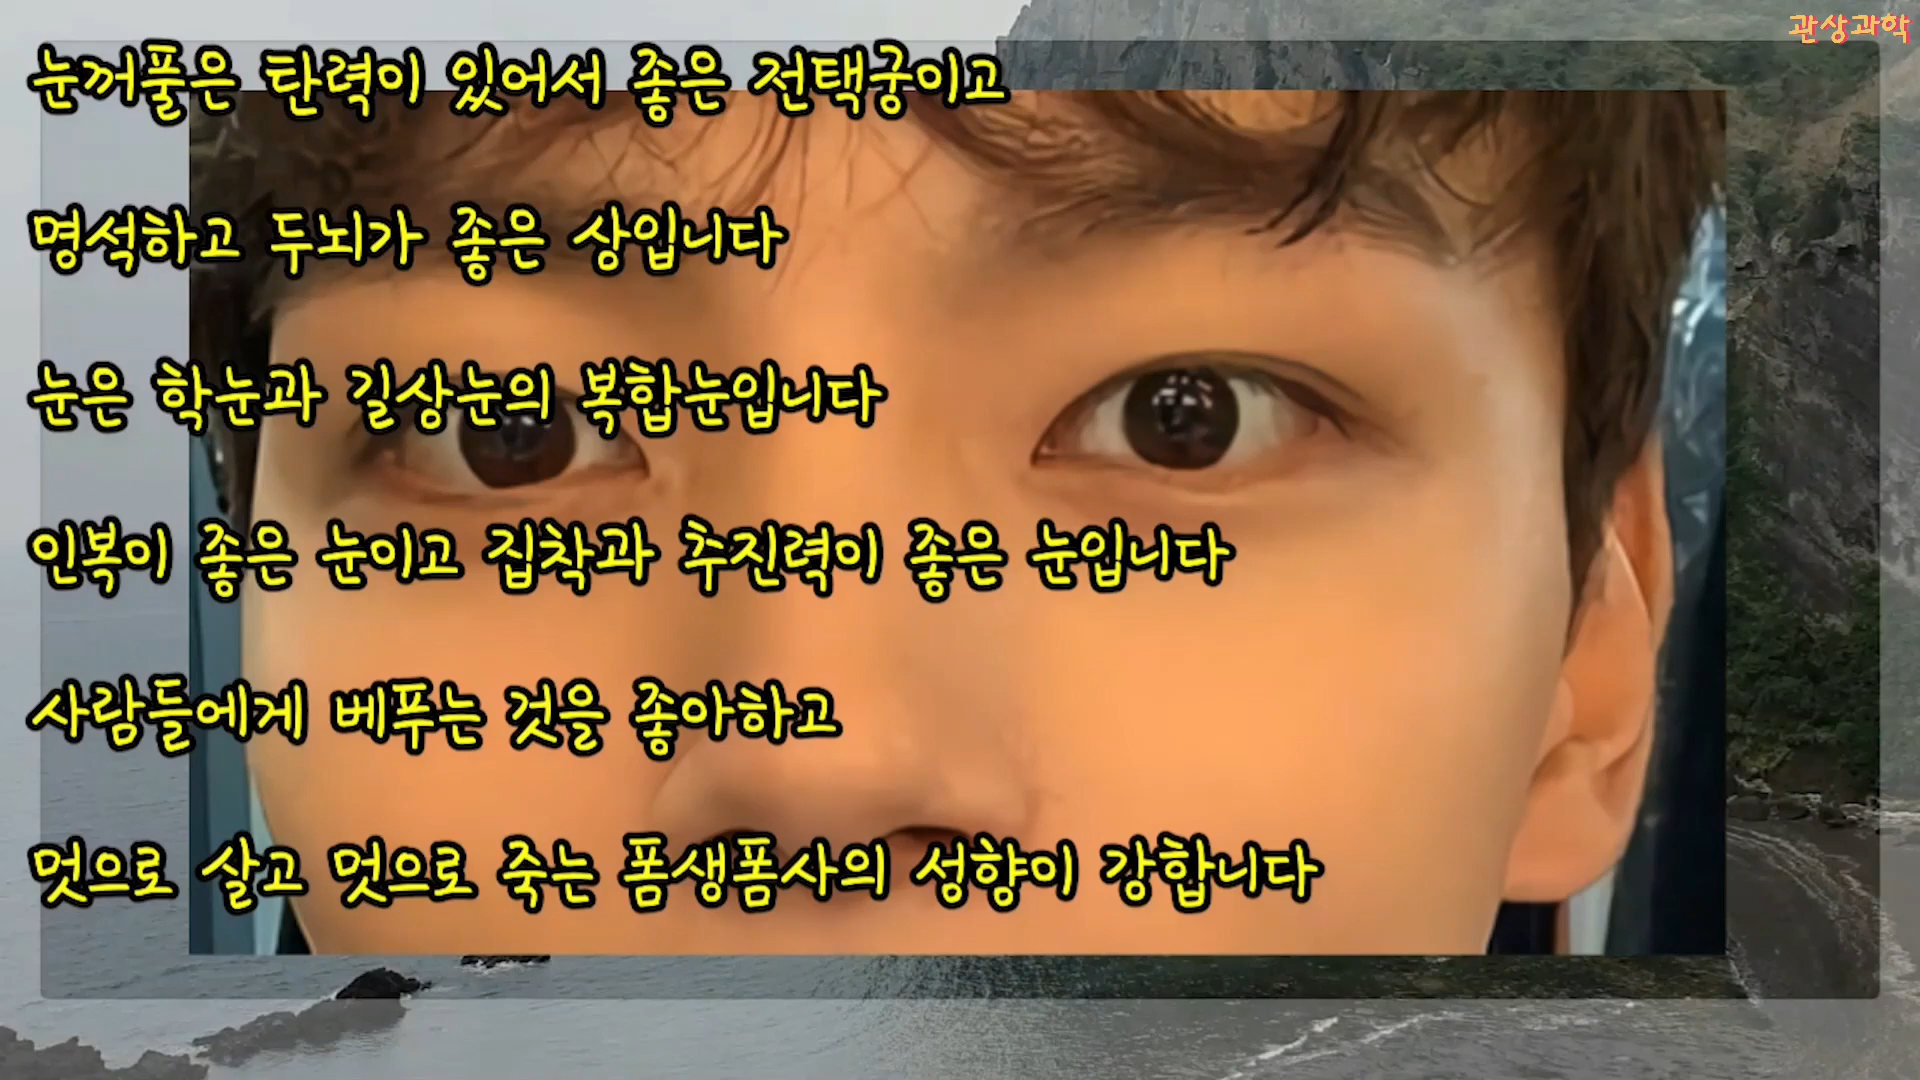 관상과학
눈꺼풀은 탄력이 있어서 좋은 전택궁이고
명석하고 두뇌가 좋은 상입니다
눈은 학눈과 길상눈의 복합눈입니다
인복이 좋은 눈이고 집착과 추진력이 좋은 눈입니다
사람들에게 베푸는 것을 좋아하고
멋으로 살고 멋으로 죽는 폼생폼사의 성향이 강합니다